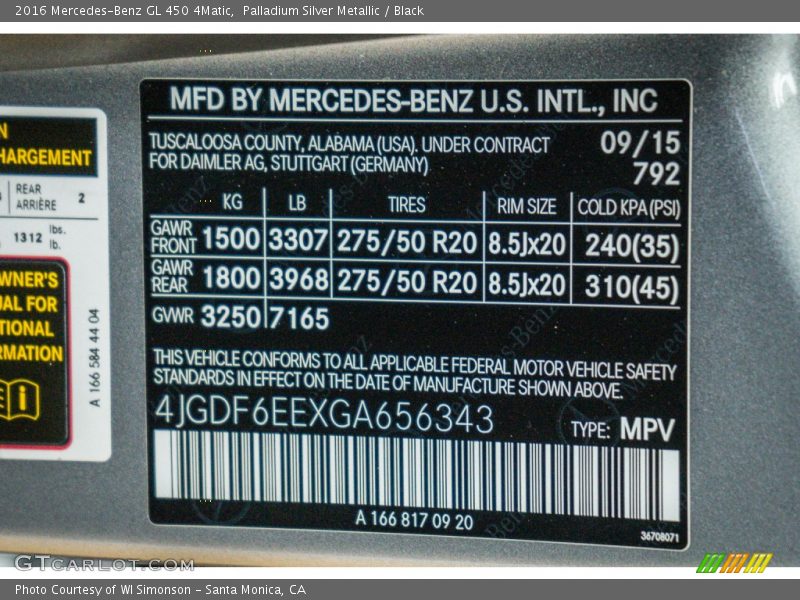 2016 Mercedes-Benz GL 450 4Matic, Palladium Silver Metallic / Black
MFD BY MERCEDES-BENZ U.S. INTL., INC
TUSCALOOSA COUNTY, ALABAMA (USA). UNDER CONTRACT 09/15
FOR DAIMLER AG, STUTTGART (GERMANY) 792
KG LB TIRES RIM SIZE COLD KPA (PSI)
GAWR FRONT 1500 3307 275/50 R20 8.5Jx20 240(35)
GAWR REAR 1800 3968 275/50 R20 8.5Jx20 310(45)
GWR 3250 7165
THIS VEHICLE CONFORMS TO ALL APPLICABLE FEDERAL MOTOR VEHICLE SAFETY
STANDARDS IN EFFECT ON THE DATE OF MANUFACTURE SHOWN ABOVE.
4JGDF6EEXGA656343 TYPE: MPV
A 166 817 09 20
36708071
N
HARGEMENT
REAR
ARRIÈRE 2
1312 lbs.
lb.
WNER'S
AL FOR
TIONAL
RMATION
A 166 584 44 04
GTCARLOT.COM
Photo Courtesy of WI Simonson - Santa Monica, CA